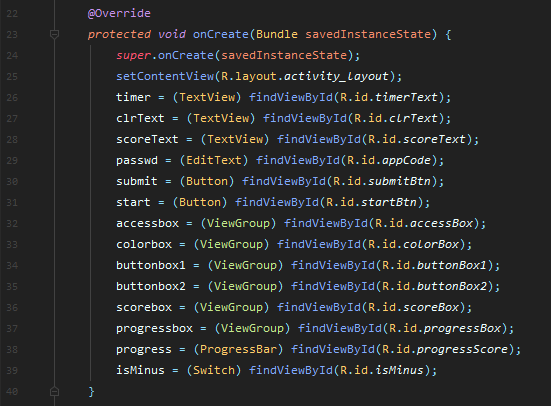 22 @Override
23 protected void onCreate(Bundle savedInstanceState) {
24 super.onCreate(savedInstanceState);
25 setContentView(R.layout.activity_layout);
26 timer = (TextView) findViewById(R.id.timerText);
27 clrText = (TextView) findViewById(R.id.clrText);
28 scoreText = (TextView) findViewById(R.id.scoreText);
29 passwd = (EditText) findViewById(R.id.appCode);
30 submit = (Button) findViewById(R.id.submitBtn);
31 start = (Button) findViewById(R.id.startBtn);
32 accessbox = (ViewGroup) findViewById(R.id.accessBox);
33 colorbox = (ViewGroup) findViewById(R.id.colorBox);
34 buttonbox1 = (ViewGroup) findViewById(R.id.buttonBox1);
35 buttonbox2 = (ViewGroup) findViewById(R.id.buttonBox2);
36 scorebox = (ViewGroup) findViewById(R.id.scoreBox);
37 progressbox = (ViewGroup) findViewById(R.id.progressBox);
38 progress = (ProgressBar) findViewById(R.id.progressScore);
39 isMinus = (Switch) findViewById(R.id.isMinus);
40 }